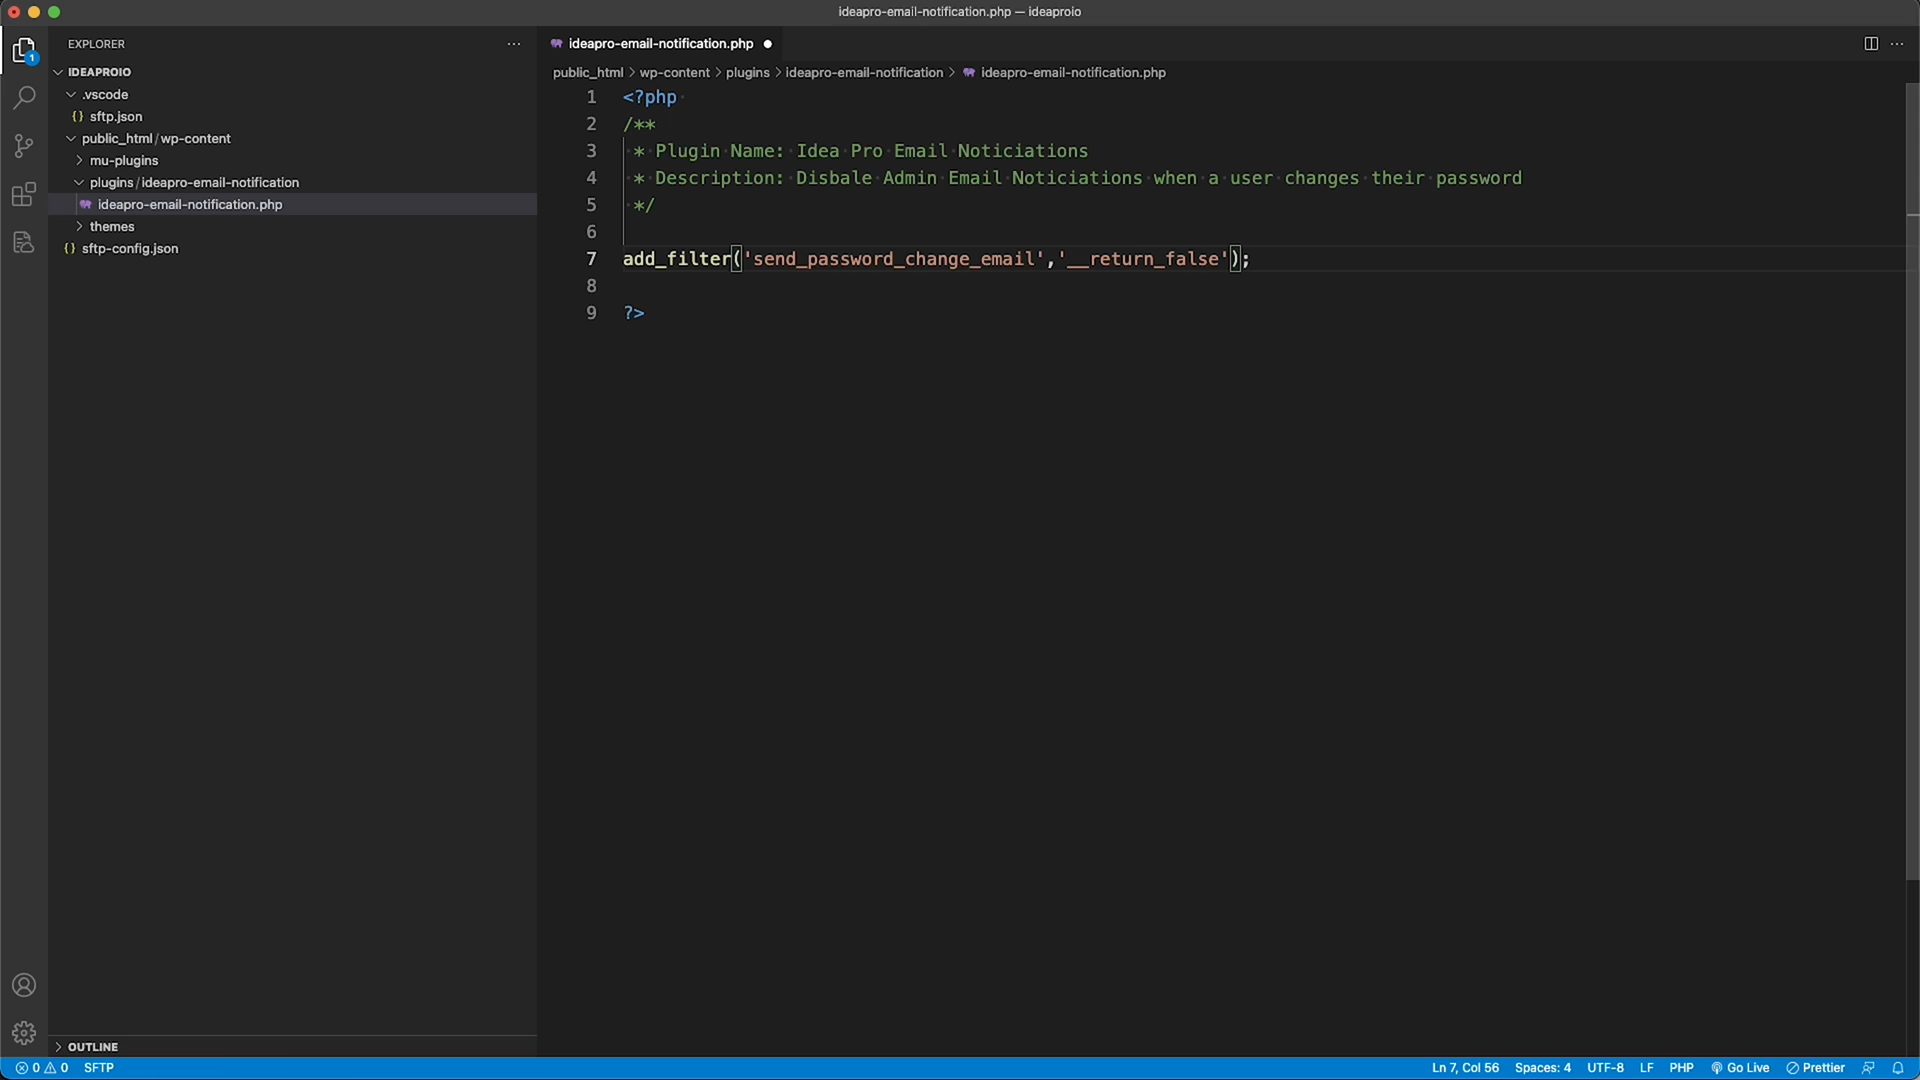 ideapro-email-notification.php — ideaproio
EXPLORER
ideapro-email-notification.php
1
IDEAPROIO
public_html > wp-content > plugins > ideapro-email-notification > ideapro-email-notification.php
.vscode
{} sftp.json
public_html / wp-content
mu-plugins
plugins / ideapro-email-notification
ideapro-email-notification.php
themes
{} sftp-config.json
1 <?php
2 /**
3 * Plugin Name: Idea Pro Email Noticiations
4 * Description: Disbale Admin Email Noticiations when a user changes their password
5 */
6
7 add_filter('send_password_change_email','__return_false');
8
9 ?>
OUTLINE
0 0 SFTP
Ln 7, Col 56 Spaces: 4 UTF-8 LF PHP Go Live Prettier